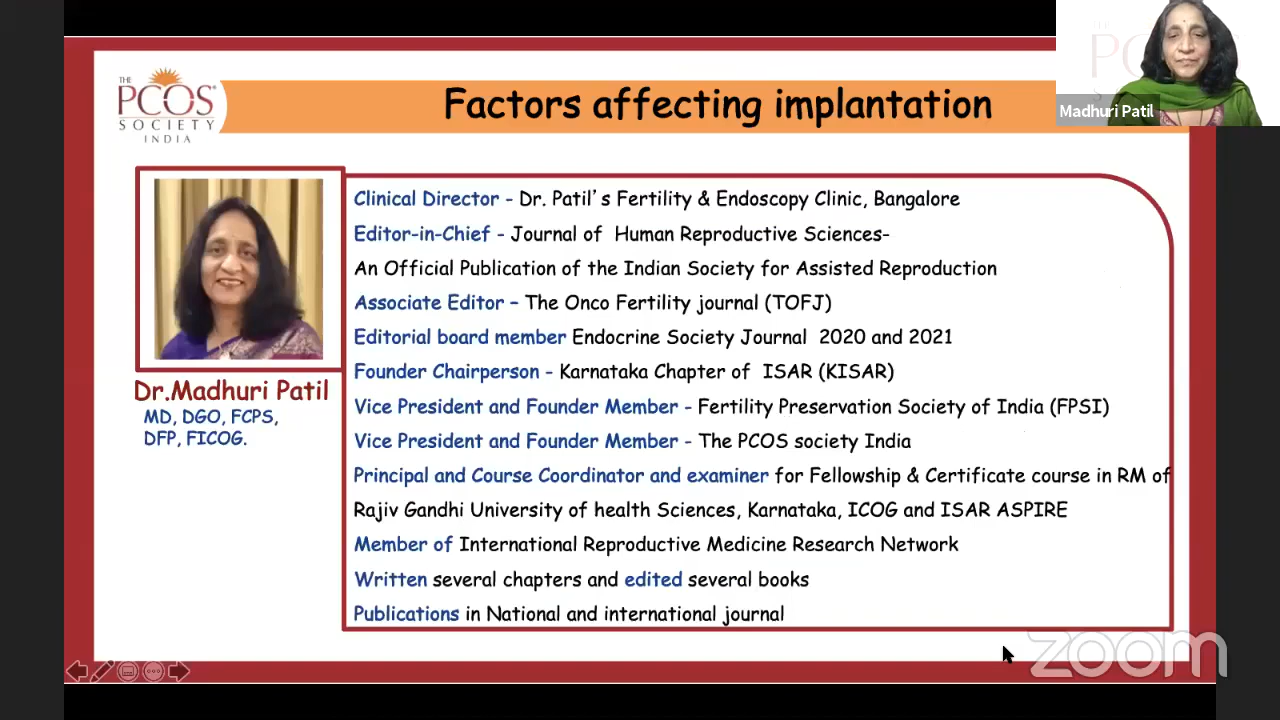 THE
PCOS
SOCIETY
INDIA
Factors affecting implantation
Madhuri Patil
Dr.Madhuri Patil
MD, DGO, FCPS,
DFP, FICOG.
Clinical Director - Dr. Patil's Fertility & Endoscopy Clinic, Bangalore
Editor-in-Chief - Journal of Human Reproductive Sciences-
An Official Publication of the Indian Society for Assisted Reproduction
Associate Editor – The Onco Fertility journal (TOFJ)
Editorial board member Endocrine Society Journal 2020 and 2021
Founder Chairperson - Karnataka Chapter of ISAR (KISAR)
Vice President and Founder Member - Fertility Preservation Society of India (FPSI)
Vice President and Founder Member - The PCOS society India
Principal and Course Coordinator and examiner for Fellowship & Certificate course in RM of
Rajiv Gandhi University of health Sciences, Karnataka, ICOG and ISAR ASPIRE
Member of International Reproductive Medicine Research Network
Written several chapters and edited several books
Publications in National and international journal
zoom